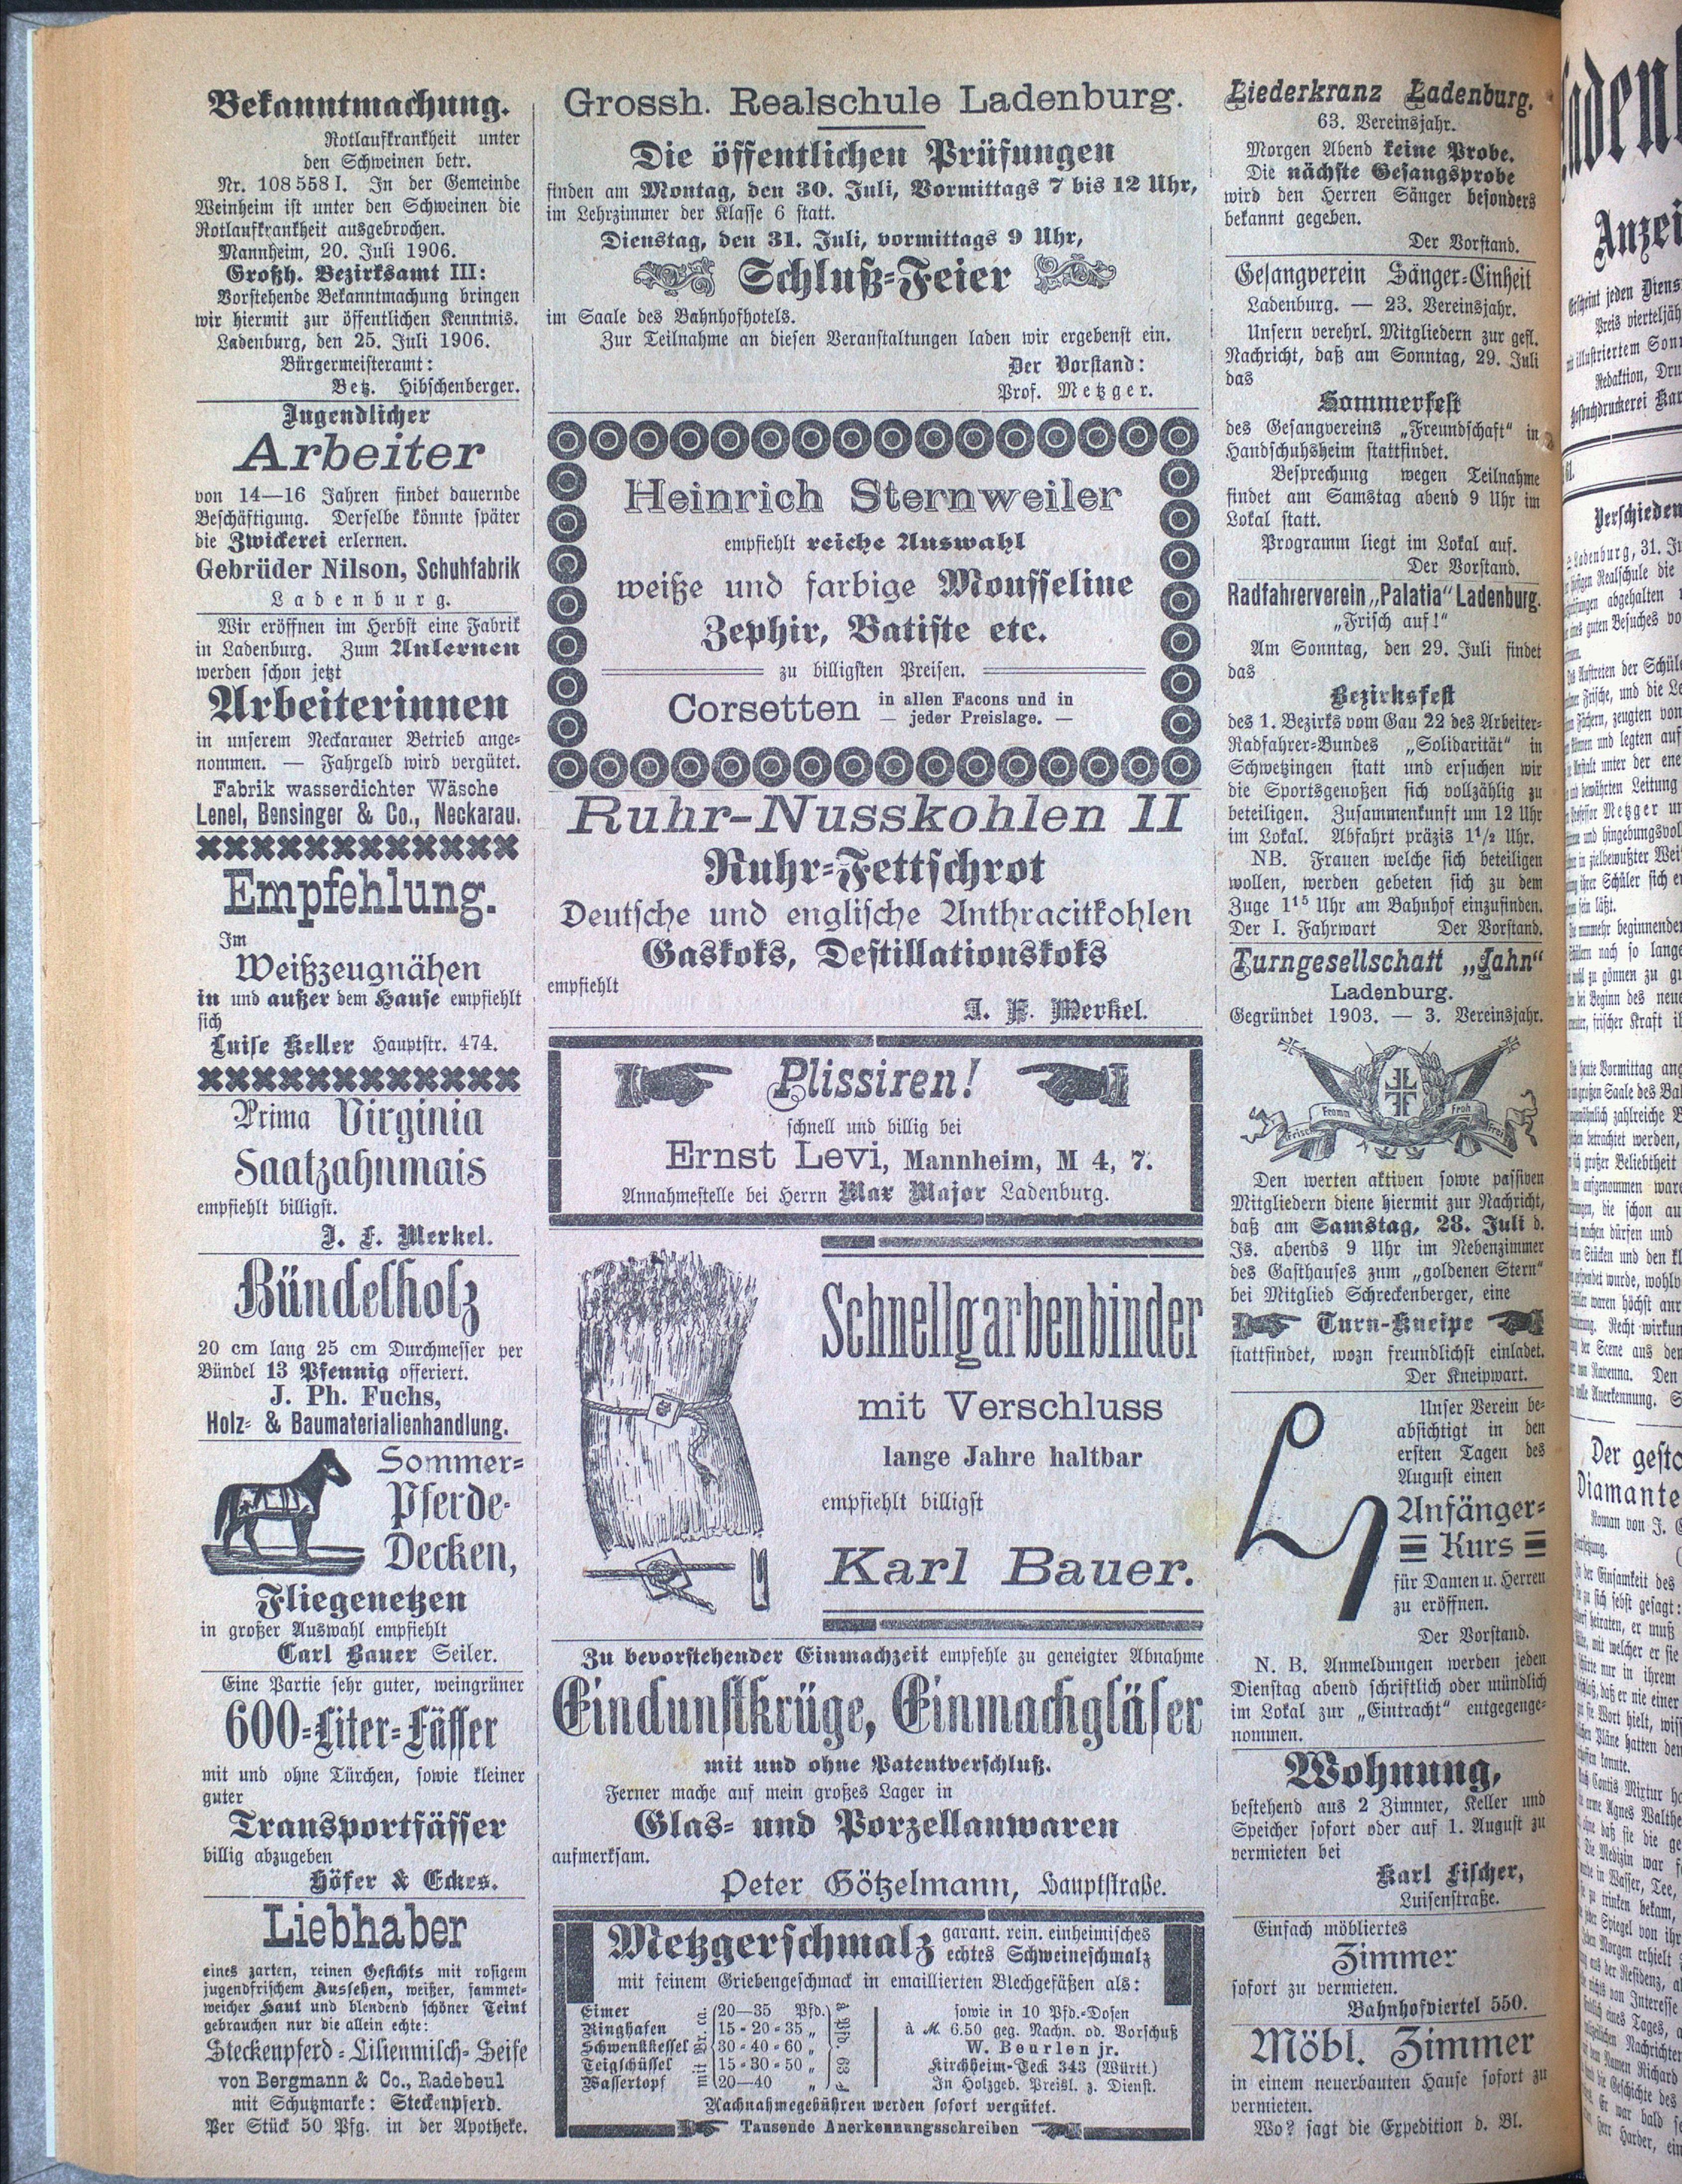 Bekanntmachung.
Rotlaufkrankheit unter
den Schweinen betr.
Nr. 108 558 I. In der Gemeinde
Weinheim ist unter den Schweinen die
Rotlaufkrankheit ausgebrochen.
Mannheim, 20. Juli 1906.
Großh. Bezirksamt III:
Vorstehende Bekanntmachung bringen
wir hiermit zur öffentlichen Kenntnis.
Ladenburg, den 25. Juli 1906.
Bürgermeisteramt:
Betz. Hibschenberger.
Jugendlicher
Arbeiter
von 14—16 Jahren findet dauernde
Beschäftigung. Derselbe könnte später
die Zwickerei erlernen.
Gebrüder Nilson, Schuhfabrik
Ladenburg.
Wir eröffnen im Herbst eine Fabrik
in Ladenburg. Zum Anlernen
werden schon jetzt
Arbeiterinnen
in unserem Neckarauer Betrieb ange-
nommen. — Fahrgeld wird vergütet.
Fabrik wasserdichter Wäsche
Lenel, Bensinger & Co., Neckarau.
Empfehlung.
Im
Weißzeugnähen
in und außer dem Hause empfiehlt
sich
Luise Keller Hauptstr. 474.
Prima Virginia
Saatzahnmais
empfiehlt billigst.
J. F. Merkel.
Bündelholz
20 cm lang 25 cm Durchmesser per
Bündel 13 Pfennig offeriert.
J. Ph. Fuchs,
Holz- & Baumaterialienhandlung.
Sommer-
Pferde-
Decken,
Fliegenetzen
in großer Auswahl empfiehlt
Carl Bauer Seiler.
Eine Partie sehr guter, weingrüner
600-Liter-Fässer
mit und ohne Türchen, sowie kleiner
guter
Transportfässer
billig abzugeben
Höfer & Eckes.
Liebhaber
eines zarten, reinen Gesichts mit rosigem
jugendfrischem Aussehen, weißer, sammet-
weicher Haut und blendend schöner Teint
gebrauchen nur die allein echte:
Steckenpferd-Lilienmilch-Seife
von Bergmann & Co., Radebeul
mit Schutzmarke: Steckenpferd.
Per Stück 50 Pfg. in der Apotheke.
Grossh. Realschule Ladenburg.
Die öffentlichen Prüfungen
finden am Montag, den 30. Juli, Vormittags 7 bis 12 Uhr,
im Lehrzimmer der Klasse 6 statt.
Dienstag, den 31. Juli, vormittags 9 Uhr,
Schluß-Feier
im Saale des Bahnhofhotels.
Zur Teilnahme an diesen Veranstaltungen laden wir ergebenst ein.
Der Vorstand:
Prof. Metzger.
Heinrich Sternweiler
empfiehlt reiche Auswahl
weiße und farbige Mousseline
Zephir, Batiste etc.
zu billigsten Preisen.
Corsetten in allen Facons und in
— jeder Preislage. —
Ruhr-Nusskohlen II
Ruhr-Fettschrot
Deutsche und englische Anthracitkohlen
Gaskoks, Destillationskoks
empfiehlt
J. F. Merkel.
Plissiren!
schnell und billig bei
Ernst Levi, Mannheim, M 4, 7.
Annahmestelle bei Herrn Max Major Ladenburg.
Schnellgarbenbinder
mit Verschluss
lange Jahre haltbar
empfiehlt billigst
Karl Bauer.
Zu bevorstehender Einmachzeit empfehle zu geneigter Abnahme
Eindunstkrüge, Einmachgläser
mit und ohne Patentverschluß.
Ferner mache auf mein großes Lager in
Glas- und Porzellanwaren
aufmerksam.
Peter Götzelmann, Hauptstraße.
Metzgerschmalz garant. rein. einheimisches
echtes Schweineschmalz
mit feinem Griebengeschmack in emaillierten Blechgefäßen als:
Eimer 20—35 Pfd.
Ringhafen 15-20-35 „
Schwenkkessel 30-40-60 „
Teigschüssel 15-30-50 „
Wassertopf 20—40 „
mit Br. ca.
sowie in 10 Pfd.-Dosen
à M. 6.50 geg. Nachn. od. Vorschuß
W. Beurlen jr.
Kirchheim-Teck 343 (Württ.)
In Holzgeb. Preisl. z. Dienst.
Nachnahmegebühren werden sofort vergütet.
Tausende Anerkennungsschreiben
Liederkranz Ladenburg.
63. Vereinsjahr.
Morgen Abend keine Probe.
Die nächste Gesangsprobe
wird den Herren Sänger besonders
bekannt gegeben.
Der Vorstand.
Gesangverein Sänger-Einheit
Ladenburg. — 23. Vereinsjahr.
Unsern verehrl. Mitgliedern zur gefl.
Nachricht, daß am Sonntag, 29. Juli
das
Sommerfest
des Gesangvereins „Freundschaft" in
Handschuhsheim stattfindet.
Besprechung wegen Teilnahme
findet am Samstag abend 9 Uhr im
Lokal statt.
Programm liegt im Lokal auf.
Der Vorstand.
Radfahrerverein „Palatia" Ladenburg.
„Frisch auf!"
Am Sonntag, den 29. Juli findet
das
Bezirksfest
des 1. Bezirks vom Gau 22 des Arbeiter-
Radfahrer-Bundes „Solidarität" in
Schwetzingen statt und ersuchen wir
die Sportsgenoßen sich vollzählig zu
beteiligen. Zusammenkunft um 12 Uhr
im Lokal. Abfahrt präzis 1½ Uhr.
NB. Frauen welche sich beteiligen
wollen, werden gebeten sich zu dem
Zuge 1¹⁵ Uhr am Bahnhof einzufinden.
Der I. Fahrwart Der Vorstand.
Turngesellschaft „Jahn"
Ladenburg.
Gegründet 1903. — 3. Vereinsjahr.
Frisch Fromm Froh Frei
Den werten aktiven sowie passiven
Mitgliedern diene hiermit zur Nachricht,
daß am Samstag, 28. Juli d.
Js. abends 9 Uhr im Nebenzimmer
des Gasthauses zum „goldenen Stern"
bei Mitglied Schreckenberger, eine
Turn-Kneipe
stattfindet, wozn freundlichst einladet.
Der Kneipwart.
Unser Verein be-
absichtigt in den
ersten Tagen des
August einen
Anfänger-
Kurs
für Damen u. Herren
zu eröffnen.
Der Vorstand.
N. B. Anmeldungen werden jeden
Dienstag abend schriftlich oder mündlich
im Lokal zur „Eintracht" entgegenge-
nommen.
Wohnung,
bestehend aus 2 Zimmer, Keller und
Speicher sofort oder auf 1. August zu
vermieten bei
Karl Fischer,
Luisenstraße.
Einfach möbliertes
Zimmer
sofort zu vermieten.
Bahnhofviertel 550.
Möbl. Zimmer
in einem neuerbauten Hause sofort zu
vermieten.
Wo? sagt die Expedition d. Bl.